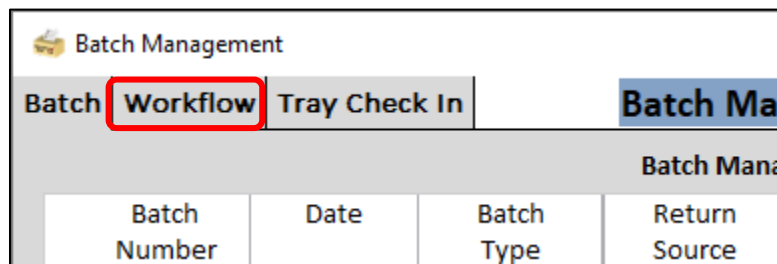 Batch Management
Batch Workflow Tray Check In Batch Ma
Batch Mana
Batch Number Date Batch Type Return Source